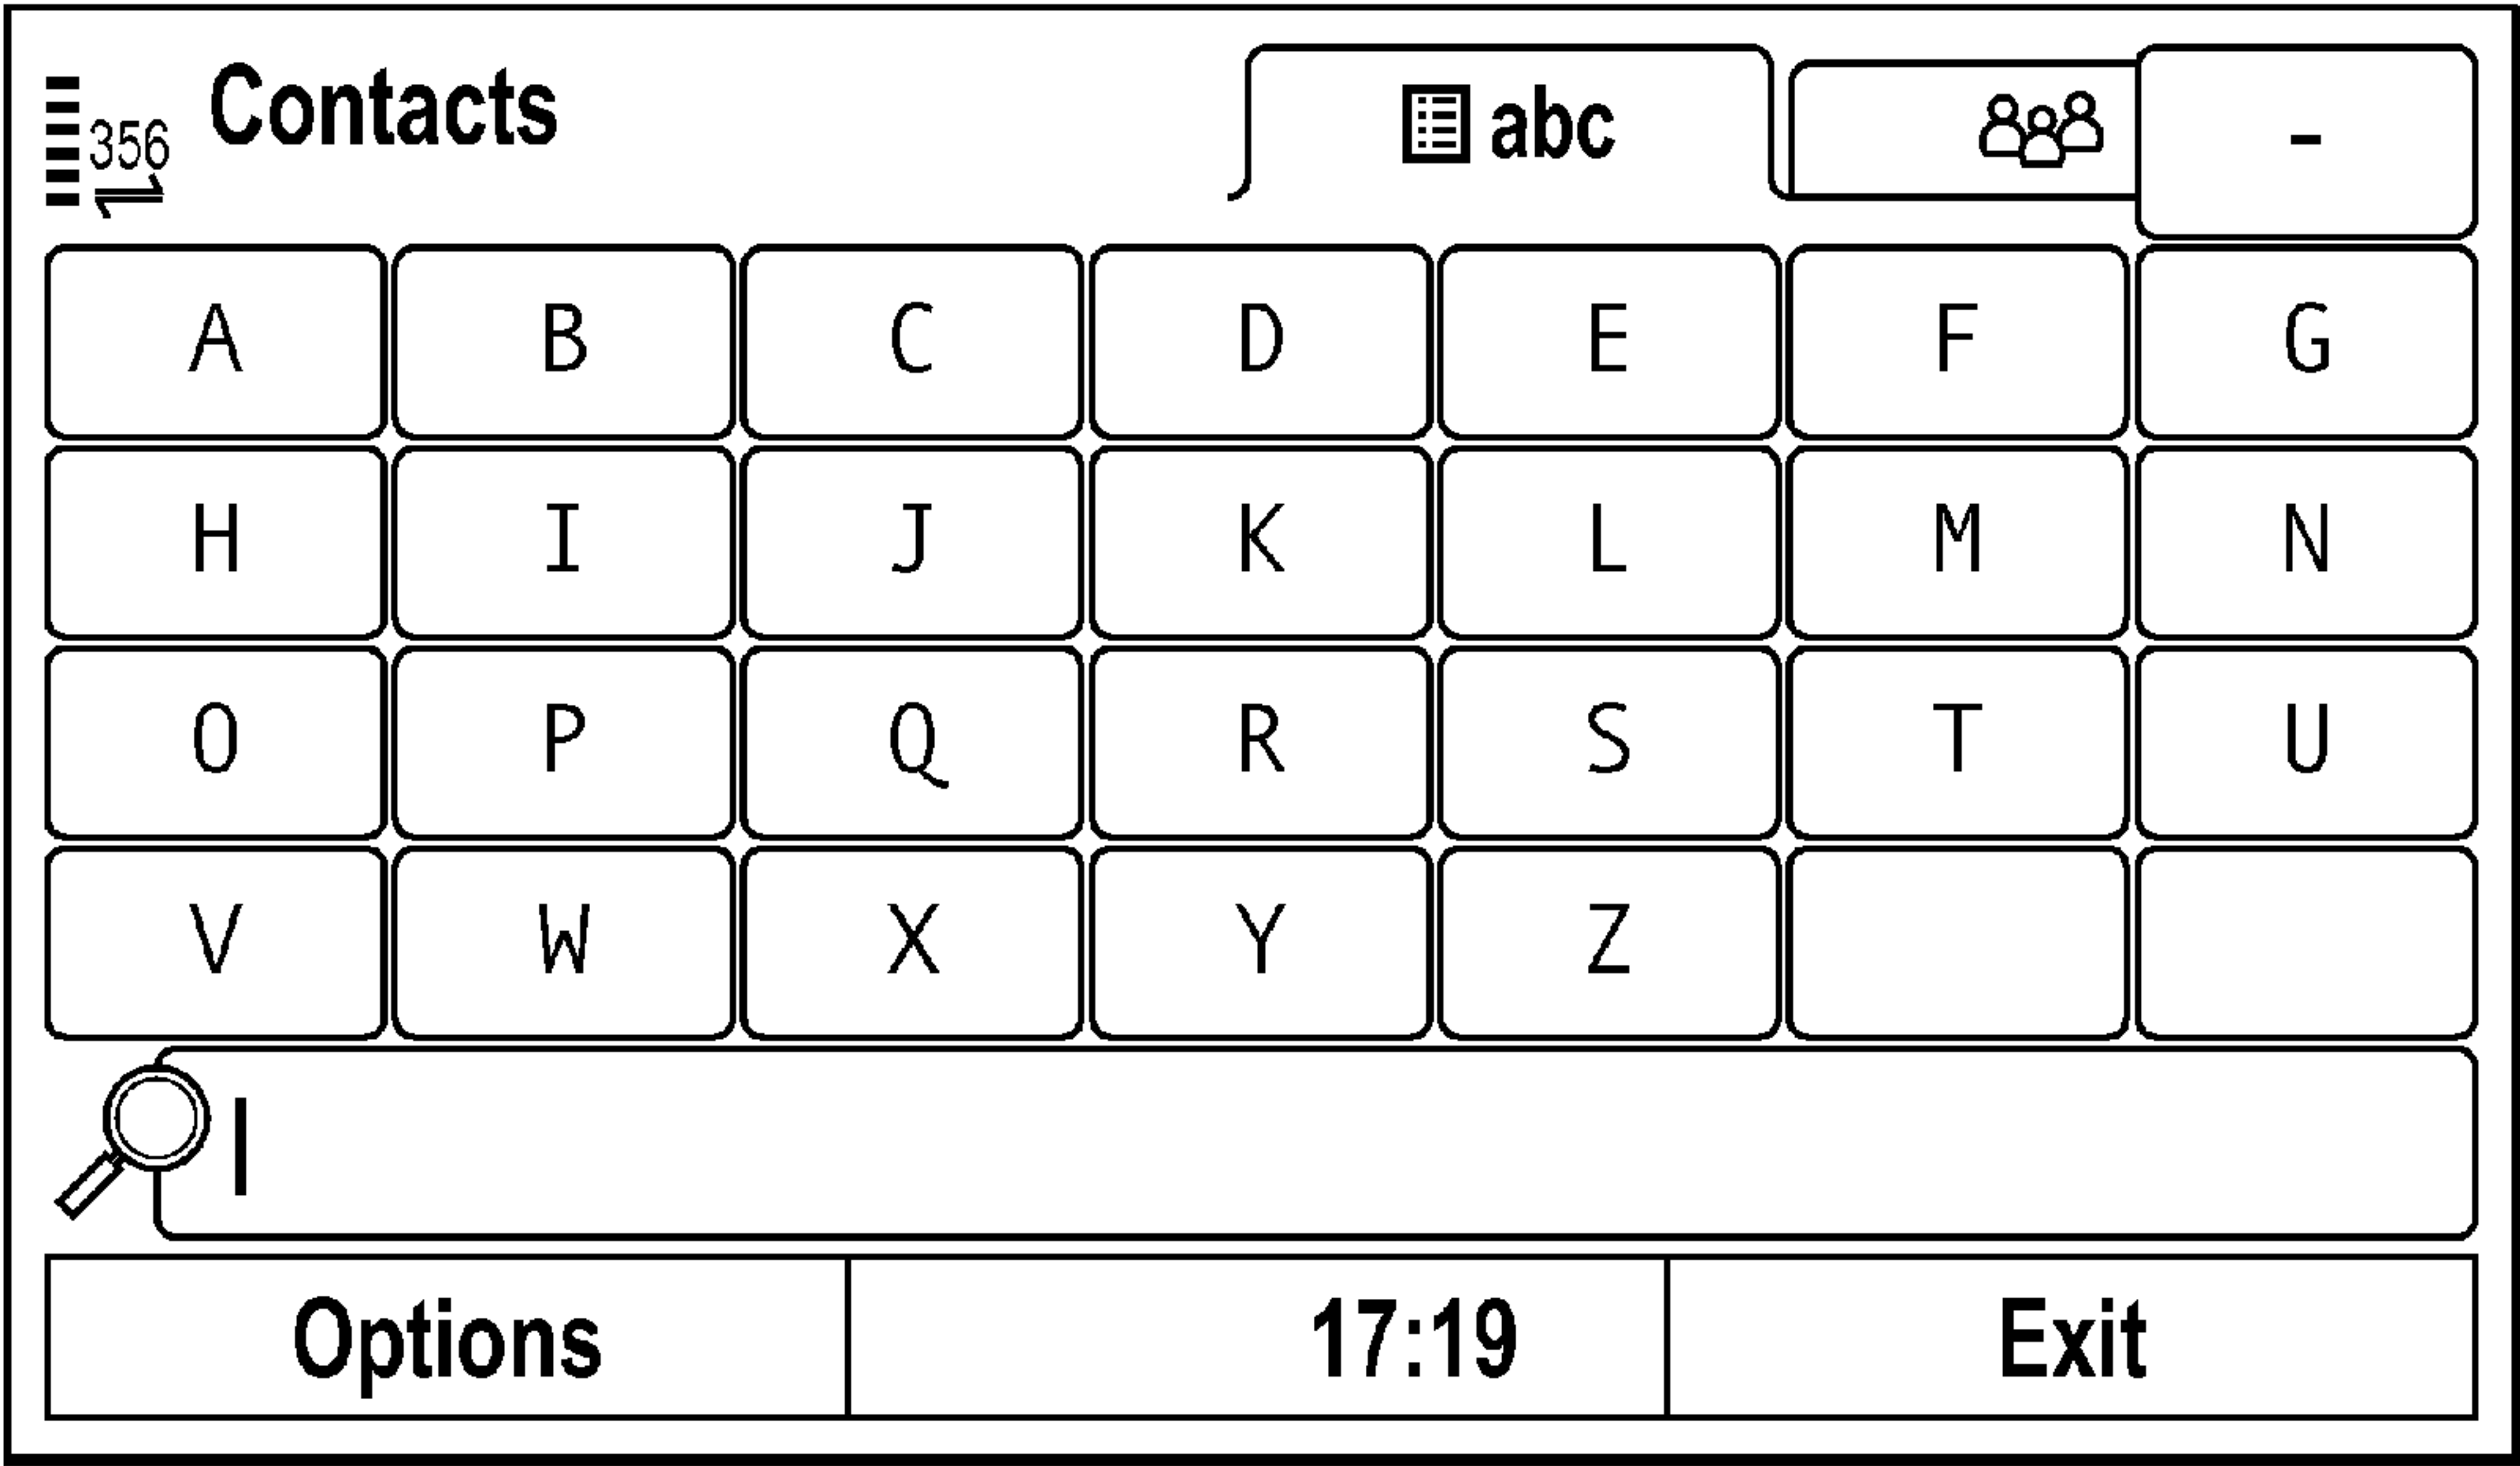 Contacts abc -
356
A B C D E F G
H I J K L M N
O P Q R S T U
V W X Y Z
Options 17:19 Exit